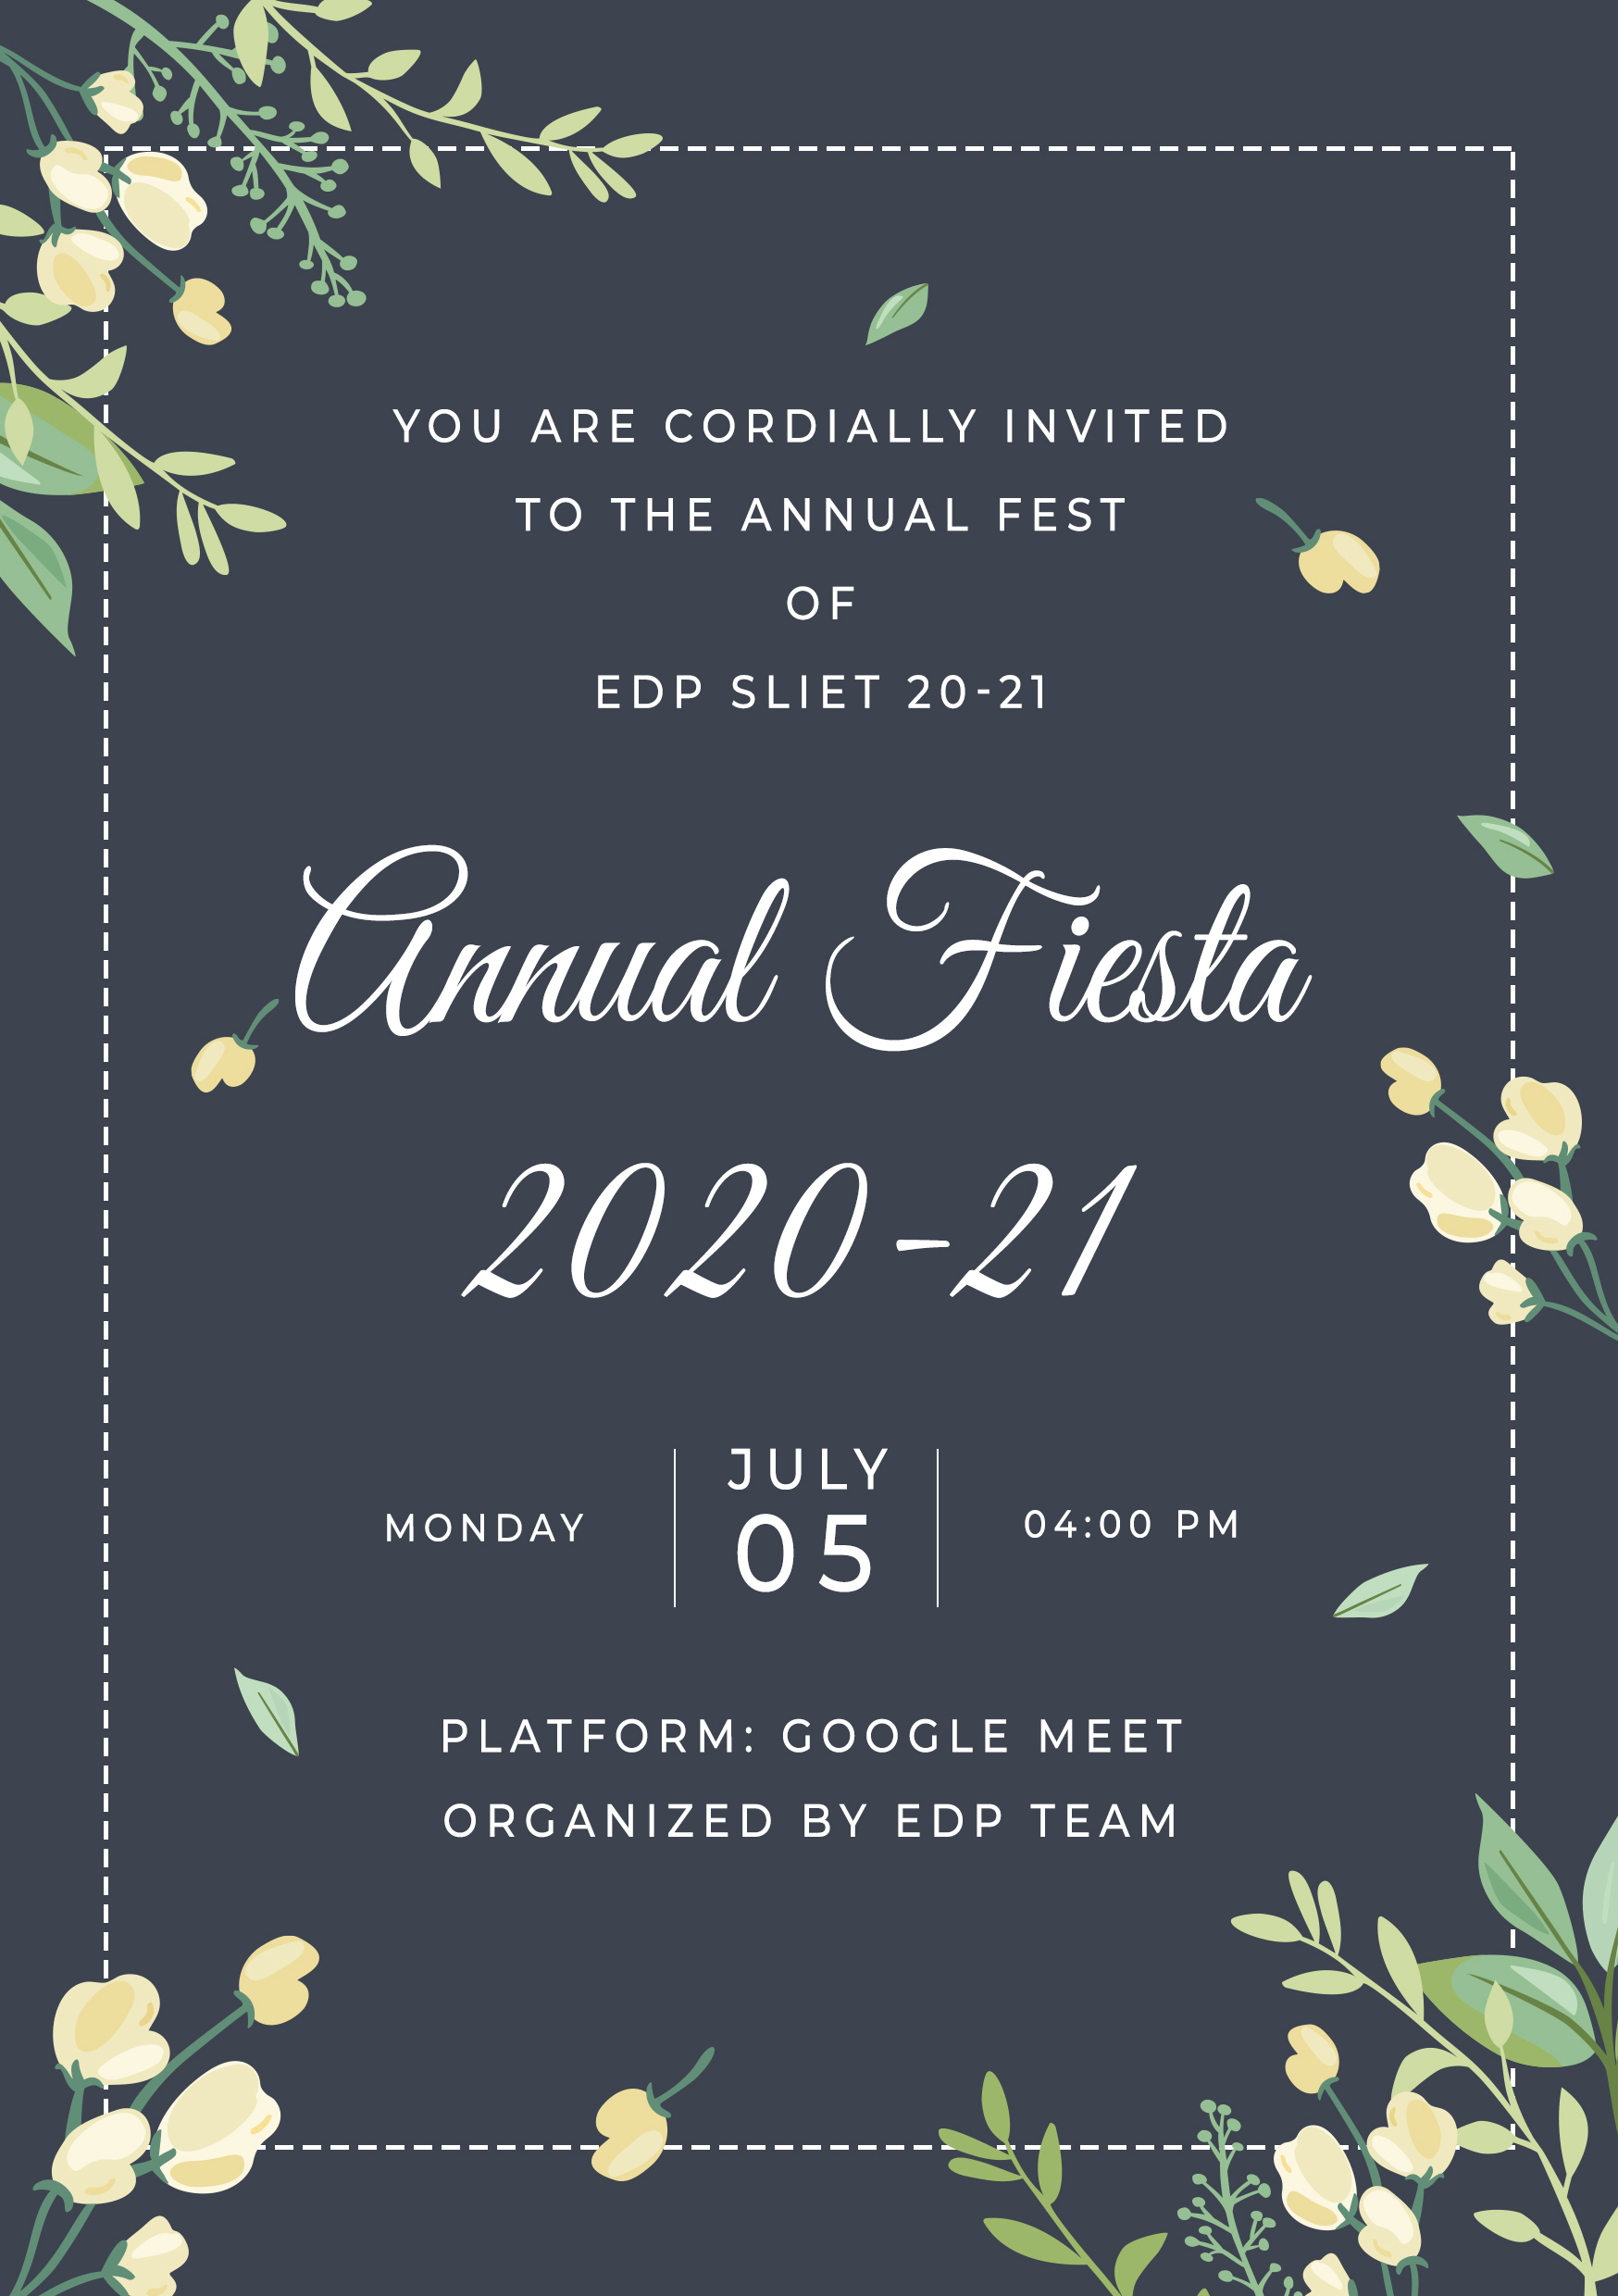 YOU ARE CORDIALLY INVITED
TO THE ANNUAL FEST
OF
EDP SLIET 20-21
Annual Fiesta
2020-21
MONDAY
JULY
05
04:00 PM
PLATFORM: GOOGLE MEET
ORGANIZED BY EDP TEAM